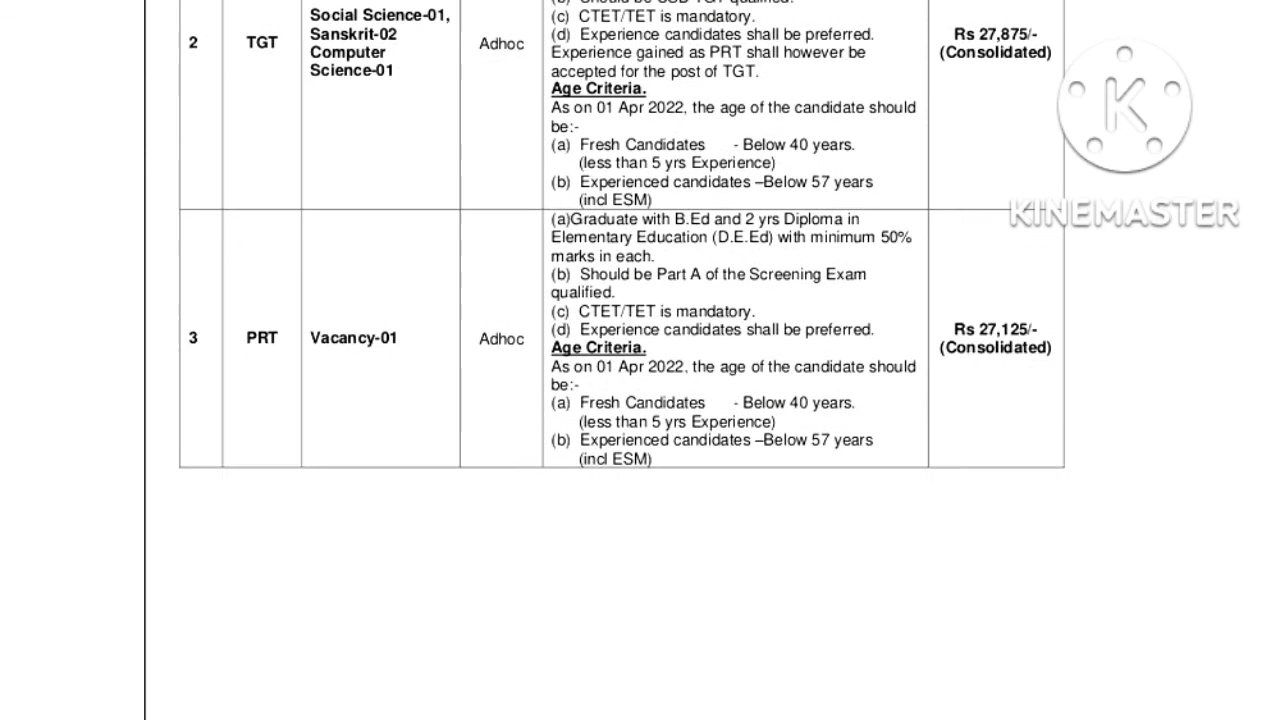 Social Science-01,
Sanskrit-02
Computer
Science-01
2
TGT
Adhoc
(c) CTET/TET is mandatory.
(d) Experience candidates shall be preferred.
Experience gained as PRT shall however be
accepted for the post of TGT.
Age Criteria.
As on 01 Apr 2022, the age of the candidate should
be:-
(a) Fresh Candidates - Below 40 years.
(less than 5 yrs Experience)
(b) Experienced candidates –Below 57 years
(incl ESM)
Rs 27,875/-
(Consolidated)
K
KINEMASTER
3
PRT
Vacancy-01
Adhoc
(a)Graduate with B.Ed and 2 yrs Diploma in
Elementary Education (D.E.Ed) with minimum 50%
marks in each.
(b) Should be Part A of the Screening Exam
qualified.
(c) CTET/TET is mandatory.
(d) Experience candidates shall be preferred.
Age Criteria.
As on 01 Apr 2022, the age of the candidate should
be:-
(a) Fresh Candidates - Below 40 years.
(less than 5 yrs Experience)
(b) Experienced candidates –Below 57 years
(incl ESM)
Rs 27,125/-
(Consolidated)